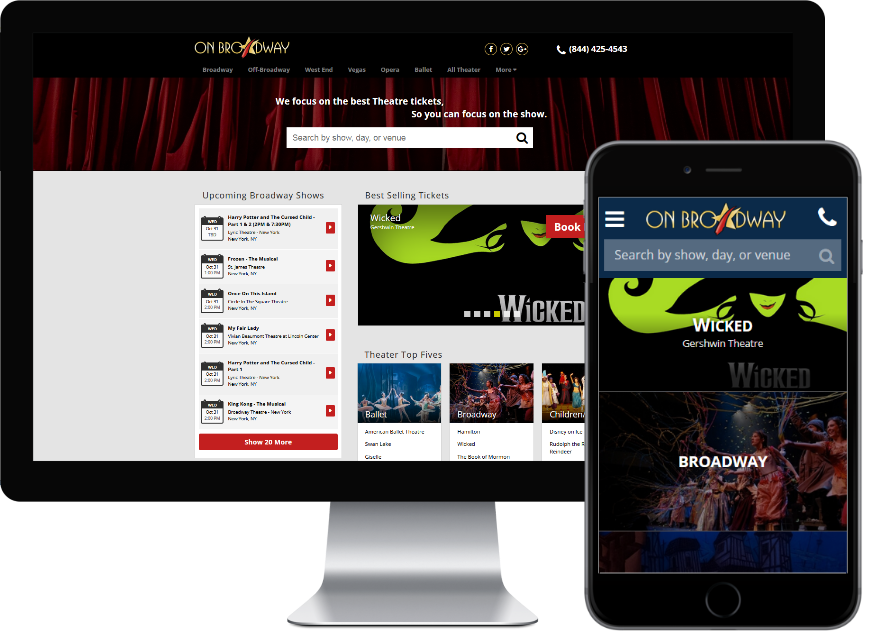 ON BROADWAY
f
G+
(844) 425-4543
Broadway Off-Broadway West End Vegas Opera Ballet All Theater More
We focus on the best Theatre tickets,
So you can focus on the show.
Search by show, day, or venue
Upcoming Broadway Shows
WED
Oct 31
TBD
Harry Potter and The Cursed Child -
Part 1 & 2 (2PM & 7:30PM)
Lyric Theatre - New York
New York, NY
WED
Oct 31
1:00 PM
Frozen - The Musical
St. James Theatre
New York, NY
WED
Oct 31
2:00 PM
Once On This Island
Circle In The Square Theatre
New York, NY
WED
Oct 31
2:00 PM
My Fair Lady
Vivian Beaumont Theatre at Lincoln Center
New York, NY
WED
Oct 31
2:00 PM
Harry Potter and The Cursed Child -
Part 1
Lyric Theatre - New York
New York, NY
WED
Oct 31
2:00 PM
King Kong - The Musical
Broadway Theatre - New York
New York, NY
Show 20 More
Best Selling Tickets
Wicked
Gershwin Theatre
Book
WICKED
Theater Top Fives
Ballet
American Ballet Theatre
Swan Lake
Giselle
Broadway
Hamilton
Wicked
The Book of Mormon
Children/
Disney on Ice
Rudolph the R
Reindeer
ON BROADWAY
Search by show, day, or venue
WICKED
Gershwin Theatre
WICKED
BROADWAY